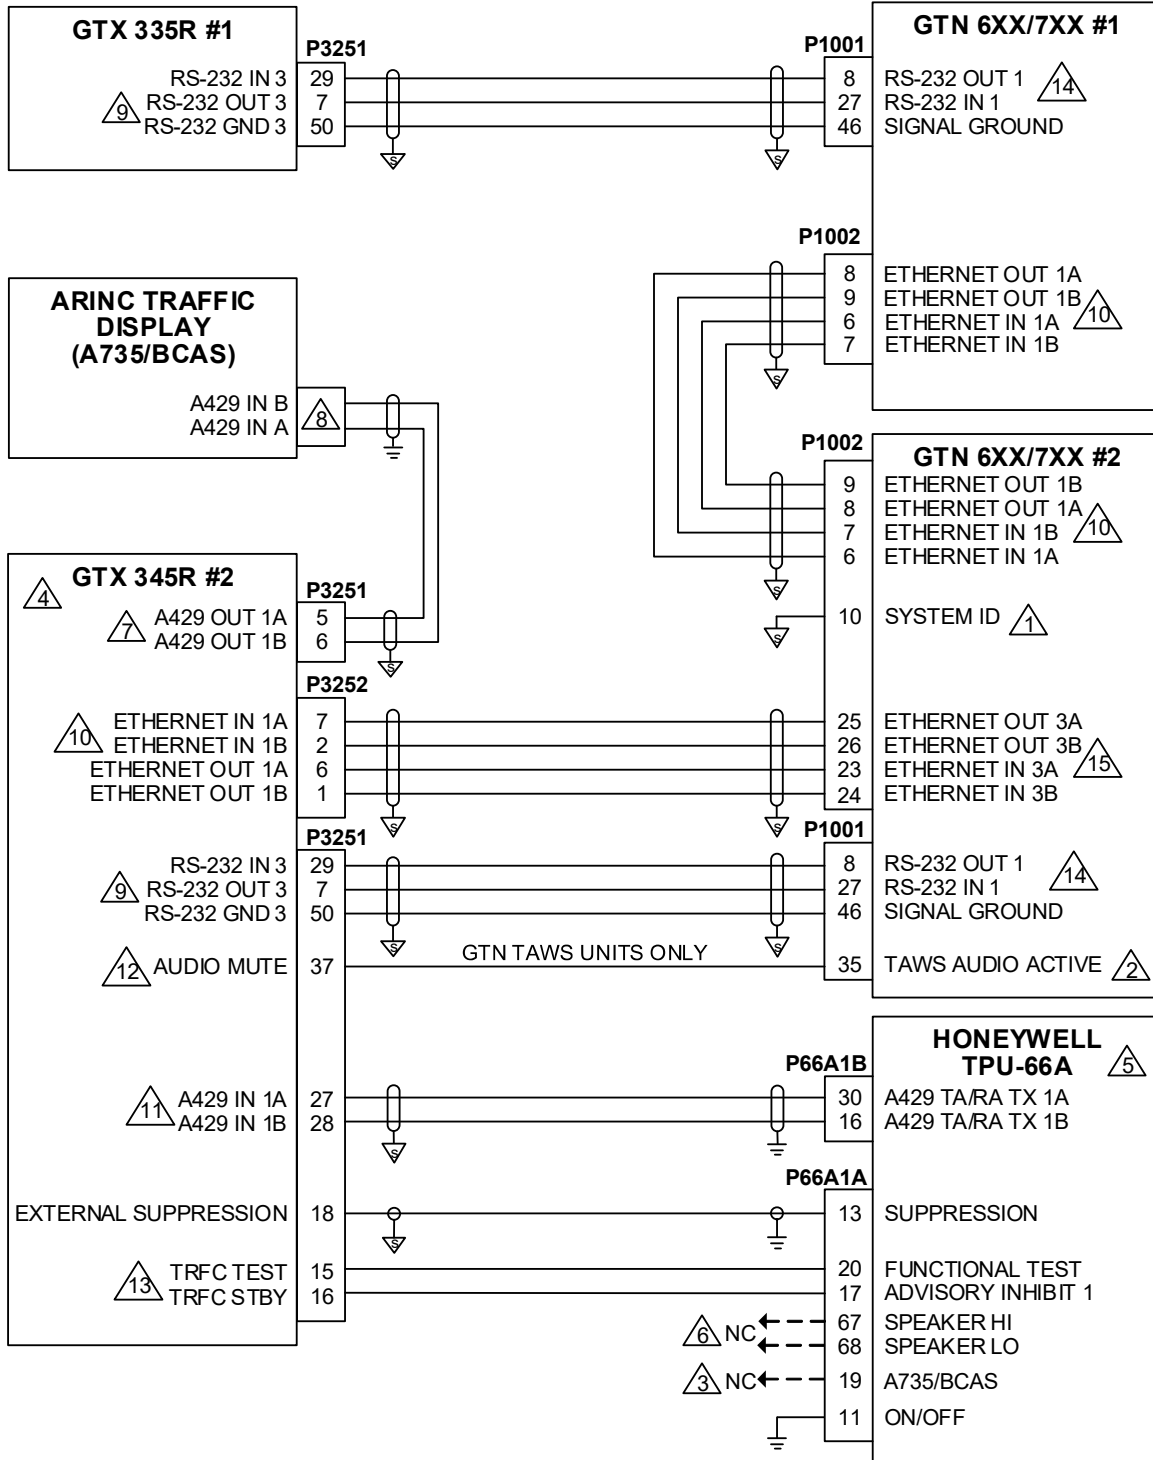 GTX 335R #1
P3251
RS-232 IN 3 29
9 RS-232 OUT 3 7
RS-232 GND 3 50
GTN 6XX/7XX #1
P1001
8 RS-232 OUT 1 14
27 RS-232 IN 1
46 SIGNAL GROUND
S S
P1002
8 ETHERNET OUT 1A
9 ETHERNET OUT 1B 10
6 ETHERNET IN 1A
7 ETHERNET IN 1B
S
ARINC TRAFFIC
DISPLAY
(A735/BCAS)
A429 IN B
A429 IN A
8
P1002
GTN 6XX/7XX #2
9 ETHERNET OUT 1B
8 ETHERNET OUT 1A
7 ETHERNET IN 1B 10
6 ETHERNET IN 1A
S
10 SYSTEM ID 1
S
GTX 345R #2
4
P3251
7 A429 OUT 1A 5
A429 OUT 1B 6
S
P3252
ETHERNET IN 1A 7
10 ETHERNET IN 1B 2
ETHERNET OUT 1A 6
ETHERNET OUT 1B 1
25 ETHERNET OUT 3A
26 ETHERNET OUT 3B
23 ETHERNET IN 3A 15
24 ETHERNET IN 3B
S S
P3251
RS-232 IN 3 29
9 RS-232 OUT 3 7
RS-232 GND 3 50
P1001
8 RS-232 OUT 1
27 RS-232 IN 1 14
46 SIGNAL GROUND
S S
12 AUDIO MUTE 37
GTN TAWS UNITS ONLY
35 TAWS AUDIO ACTIVE 2
HONEYWELL
TPU-66A 5
P66A1B
11 A429 IN 1A 27
A429 IN 1B 28
30 A429 TA/RA TX 1A
16 A429 TA/RA TX 1B
S
P66A1A
EXTERNAL SUPPRESSION 18
13 SUPPRESSION
S
13 TRFC TEST 15
TRFC STBY 16
20 FUNCTIONAL TEST
17 ADVISORY INHIBIT 1
6 NC 67 SPEAKER HI
68 SPEAKER LO
3 NC 19 A735/BCAS
11 ON/OFF